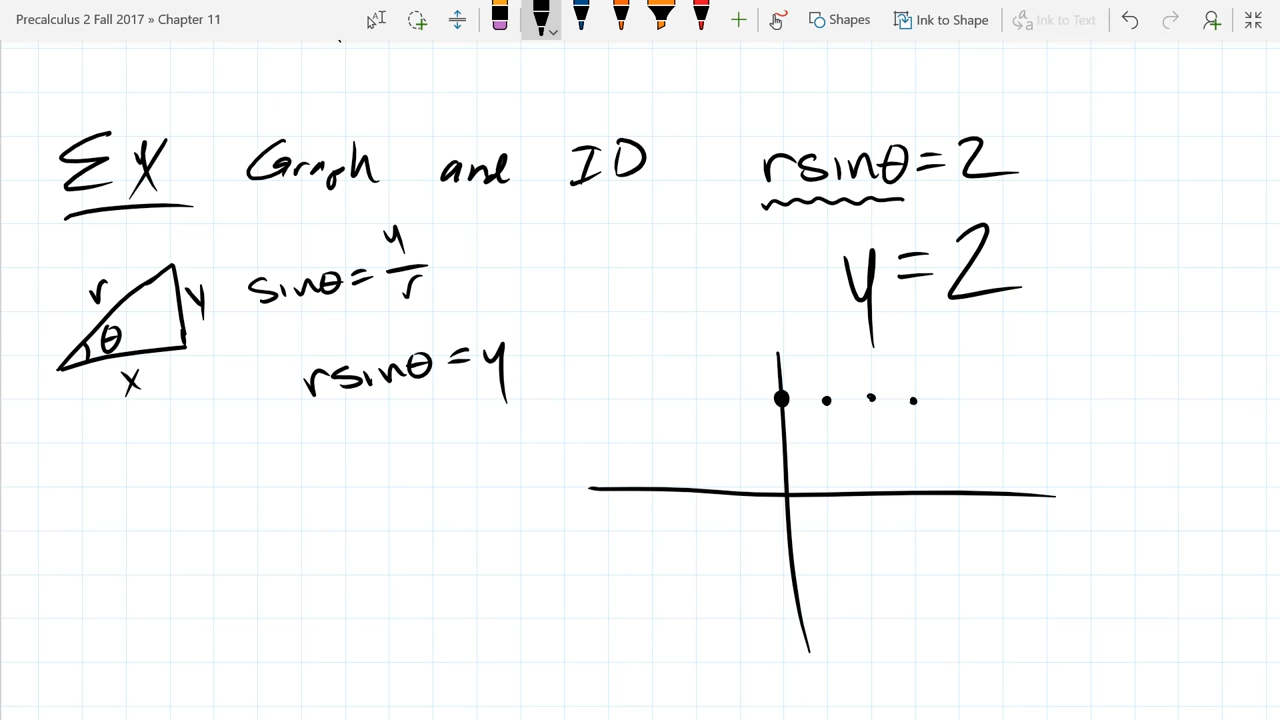 Precalculus 2 Fall 2017 » Chapter 11
Shapes
Ink to Shape
Ink to Text
EX Graph and ID rsinθ=2
y=2
r
θ
y
x
sinθ=y/r
rsinθ=y